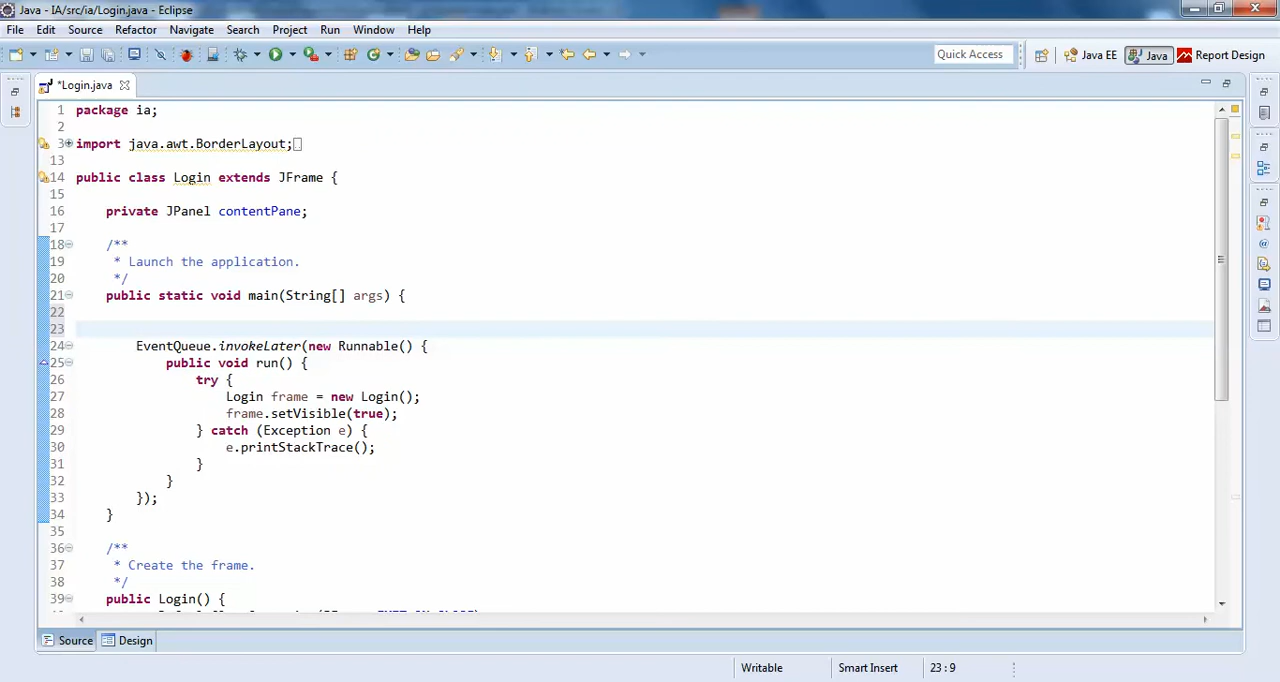 Java - IA/src/ia/Login.java - Eclipse
File Edit Source Refactor Navigate Search Project Run Window Help
Quick Access Java EE Java Report Design
*Login.java
1 package ia;
2
3 import java.awt.BorderLayout;
13
14 public class Login extends JFrame {
15
16 private JPanel contentPane;
17
18 /**
19 * Launch the application.
20 */
21 public static void main(String[] args) {
22
23
24 EventQueue.invokeLater(new Runnable() {
25 public void run() {
26 try {
27 Login frame = new Login();
28 frame.setVisible(true);
29 } catch (Exception e) {
30 e.printStackTrace();
31 }
32 }
33 });
34 }
35
36 /**
37 * Create the frame.
38 */
39 public Login() {
Source Design
Writable Smart Insert 23 : 9